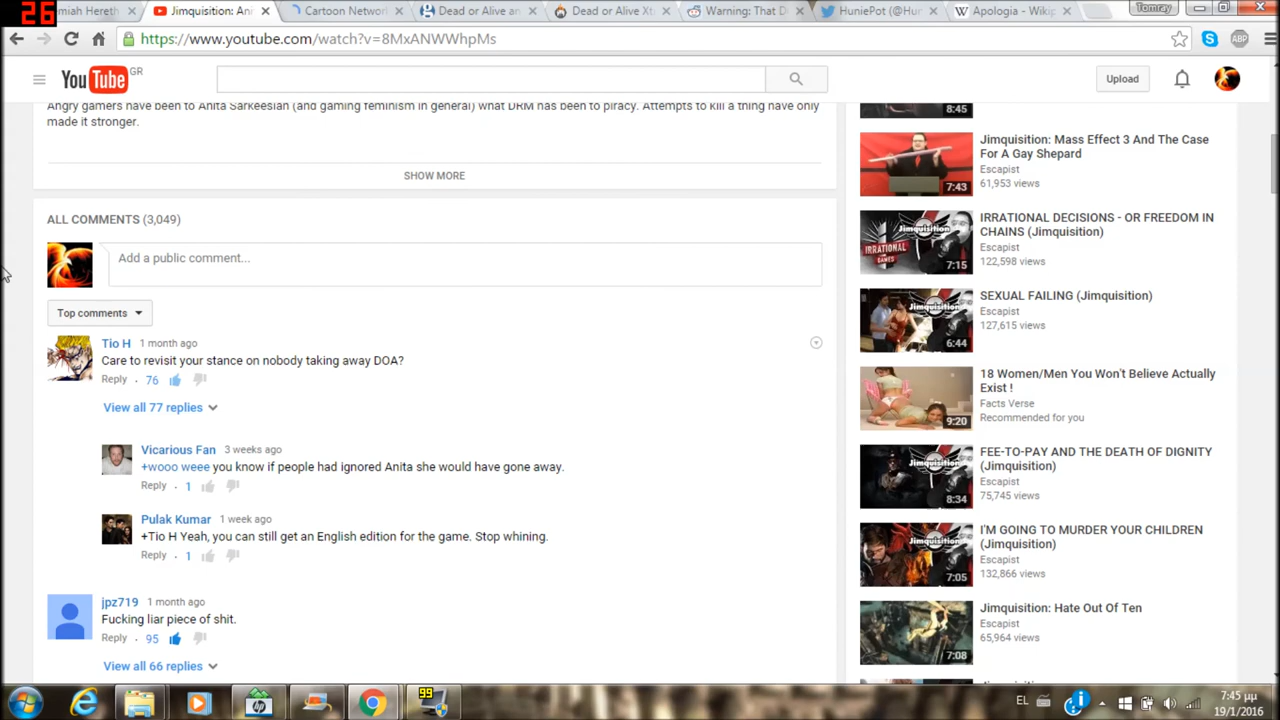 26
miah Hereth
Jimquisition: An
Cartoon Networ
Dead or Alive an
Dead or Alive Xt
Warning: That D
HuniePot (@Hun
Apologia - Wikip
Tomray
https://www.youtube.com/watch?v=8MxANWWhpMs
ABP
YouTube GR
Upload
Angry gamers have been to Anita Sarkeesian (and gaming feminism in general) what DRM has been to piracy. Attempts to kill a thing have only
made it stronger.
SHOW MORE
ALL COMMENTS (3,049)
Add a public comment...
Top comments
Tio H 1 month ago
Care to revisit your stance on nobody taking away DOA?
Reply · 76
View all 77 replies
Vicarious Fan 3 weeks ago
+wooo weee you know if people had ignored Anita she would have gone away.
Reply · 1
Pulak Kumar 1 week ago
+Tio H Yeah, you can still get an English edition for the game. Stop whining.
Reply · 1
jpz719 1 month ago
Fucking liar piece of shit.
Reply · 95
View all 66 replies
8:45
Jimquisition: Mass Effect 3 And The Case
For A Gay Shepard
Escapist
61,953 views
7:43
IRRATIONAL DECISIONS - OR FREEDOM IN
CHAINS (Jimquisition)
Escapist
122,598 views
Jimquisition
IRRATIONAL
GAMES
7:15
SEXUAL FAILING (Jimquisition)
Escapist
127,615 views
Jimquisition
6:44
18 Women/Men You Won't Believe Actually
Exist !
Facts Verse
Recommended for you
9:20
FEE-TO-PAY AND THE DEATH OF DIGNITY
(Jimquisition)
Escapist
75,745 views
Jimquisition
8:34
I'M GOING TO MURDER YOUR CHILDREN
(Jimquisition)
Escapist
132,866 views
Jimquisition
7:05
Jimquisition: Hate Out Of Ten
Escapist
65,964 views
7:08
hp
99
EL
7:45 μμ
19/1/2016